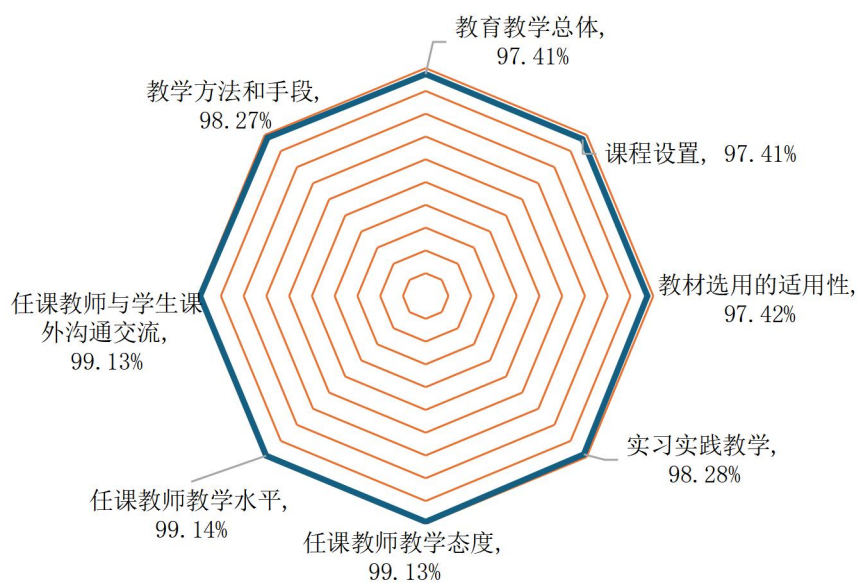 教育教学总体,
97.41%
课程设置, 97.41%
教材选用的适用性,
97.42%
实习实践教学,
98.28%
任课教师教学态度,
99.13%
任课教师教学水平,
99.14%
任课教师与学生课
外沟通交流,
99.13%
教学方法和手段,
98.27%